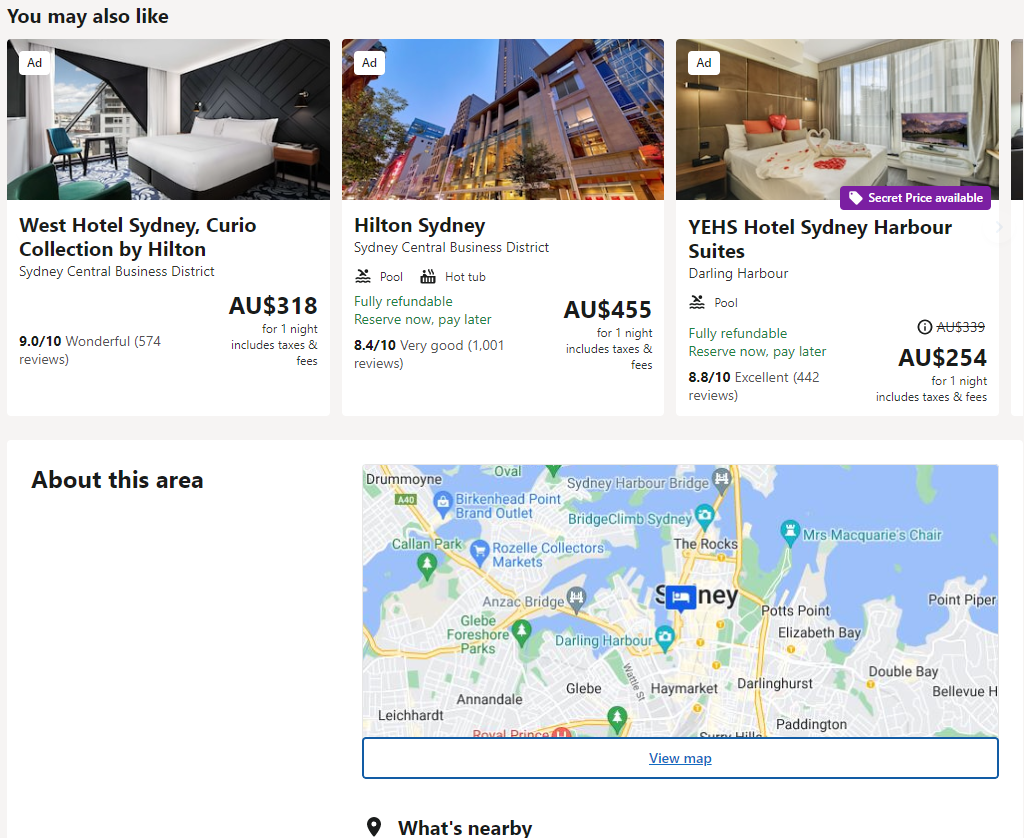 You may also like
Ad
West Hotel Sydney, Curio
Collection by Hilton
Sydney Central Business District
AU$318
for 1 night
includes taxes &
fees
9.0/10 Wonderful (574
reviews)
Ad
Hilton Sydney
Sydney Central Business District
Pool Hot tub
Fully refundable
Reserve now, pay later
8.4/10 Very good (1,001
reviews)
AU$455
for 1 night
includes taxes &
fees
Ad
Secret Price available
YEHS Hotel Sydney Harbour
Suites
Darling Harbour
Pool
Fully refundable
Reserve now, pay later
8.8/10 Excellent (442
reviews)
AU$339
AU$254
for 1 night
includes taxes & fees
About this area
Drummoyne
Oval
Sydney Harbour Bridge
A40
Birkenhead Point
Brand Outlet
BridgeClimb Sydney
Mrs Macquarie's Chair
Callan Park
Rozelle Collectors
Markets
The Rocks
Anzac Bridge
S ney
Point Piper
Potts Point
Glebe
Foreshore
Parks
Darling Harbour
Elizabeth Bay
Wattle St
Double Bay
Annandale
Glebe
Haymarket
Darlinghurst
Bellevue H
Leichhardt
Paddington
Royal Prince
Surry Hills
View map
What's nearby